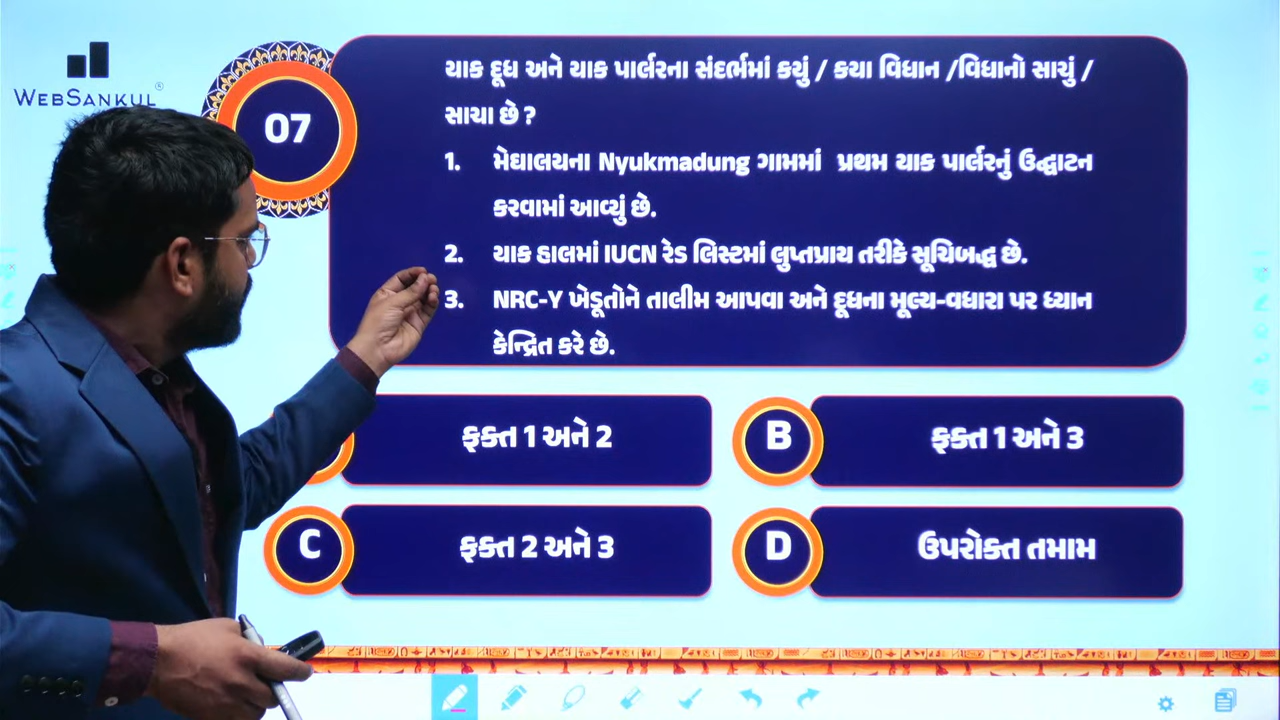 WEBSANKUL®
07
યાક દૂધ અને યાક પાર્લરના સંદર્ભમાં કયું / કયા વિધાન /વિધાનો સાચું /
સાચા છે ?
1. મેઘાલયના Nyukmadung ગામમાં પ્રથમ યાક પાર્લરનું ઉદ્ઘાટન
કરવામાં આવ્યું છે.
2. યાક હાલમાં IUCN રેડ લિસ્ટમાં લુપ્તપ્રાય તરીકે સૂચિબદ્ધ છે.
3. NRC-Y ખેડૂતોને તાલીમ આપવા અને દૂધના મૂલ્ય-વધારા પર ધ્યાન
કેન્દ્રિત કરે છે.
ફક્ત 1 અને 2
B ફક્ત 1 અને 3
C ફક્ત 2 અને 3
D ઉપરોક્ત તમામ